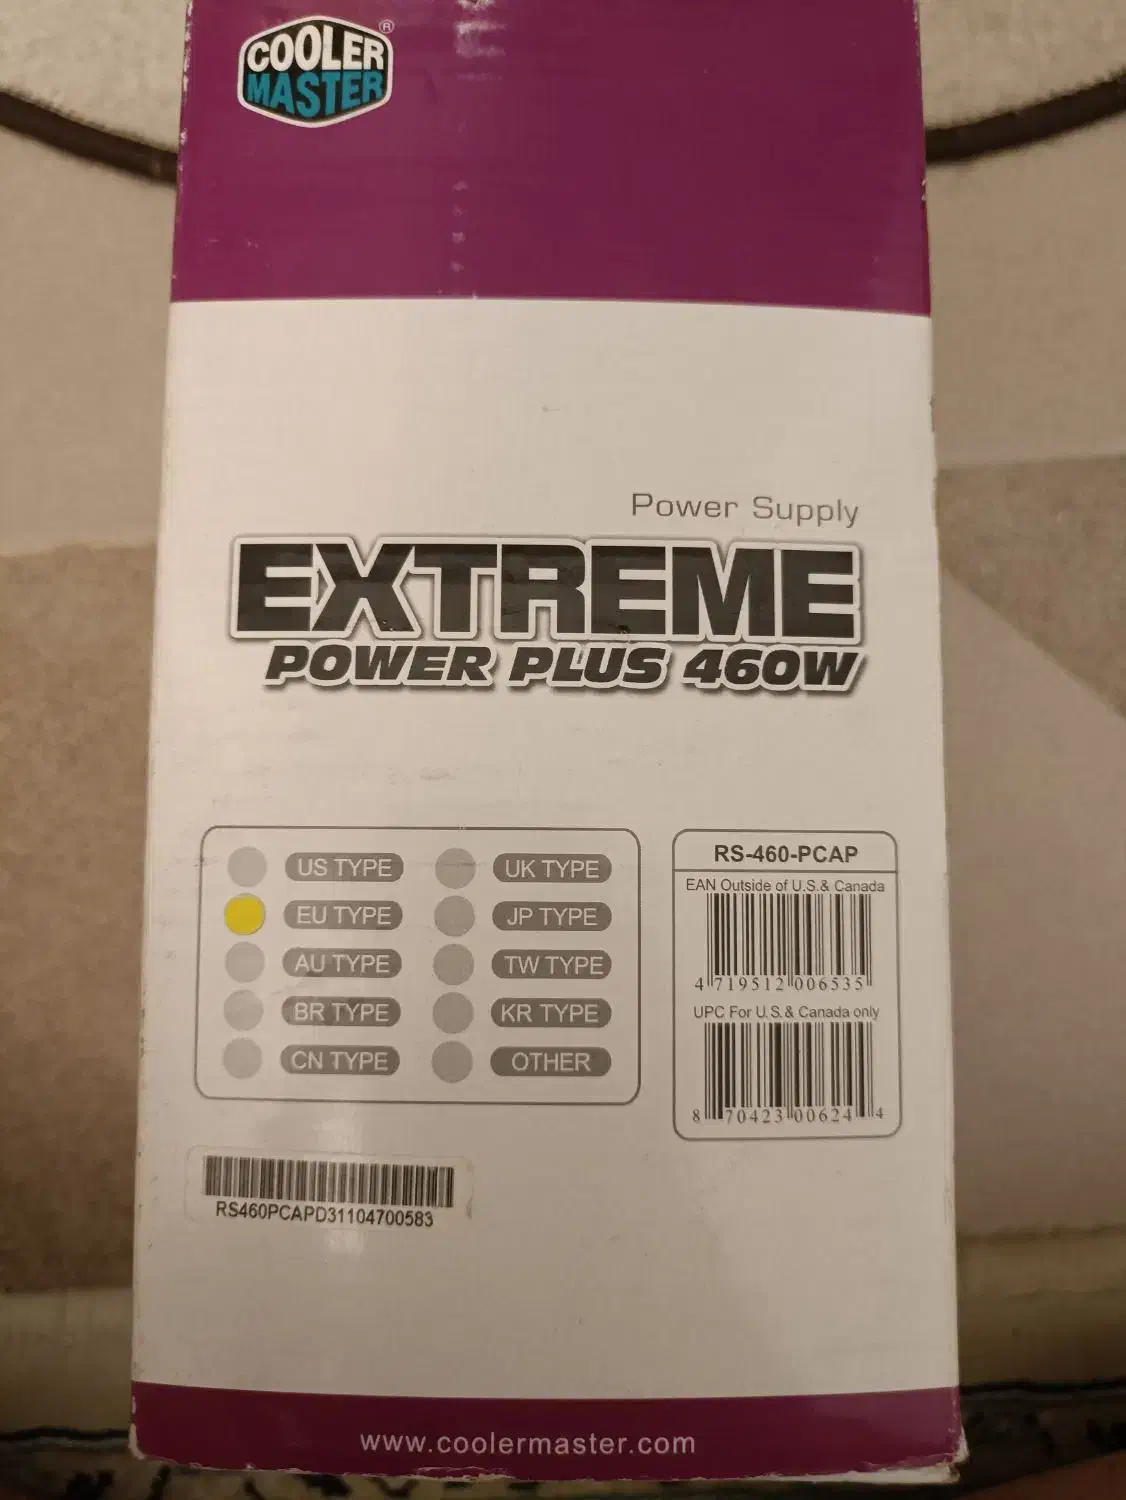 COOLER
MASTER
®
Power Supply
EXTREME
POWER PLUS 460W
US TYPE
UK TYPE
EU TYPE
JP TYPE
AU TYPE
TW TYPE
BR TYPE
KR TYPE
CN TYPE
OTHER
RS-460-PCAP
EAN Outside of U.S.& Canada
4 719512 006535
UPC For U.S.& Canada only
8 70423 00624 4
RS460PCAPD31104700583
www.coolermaster.com